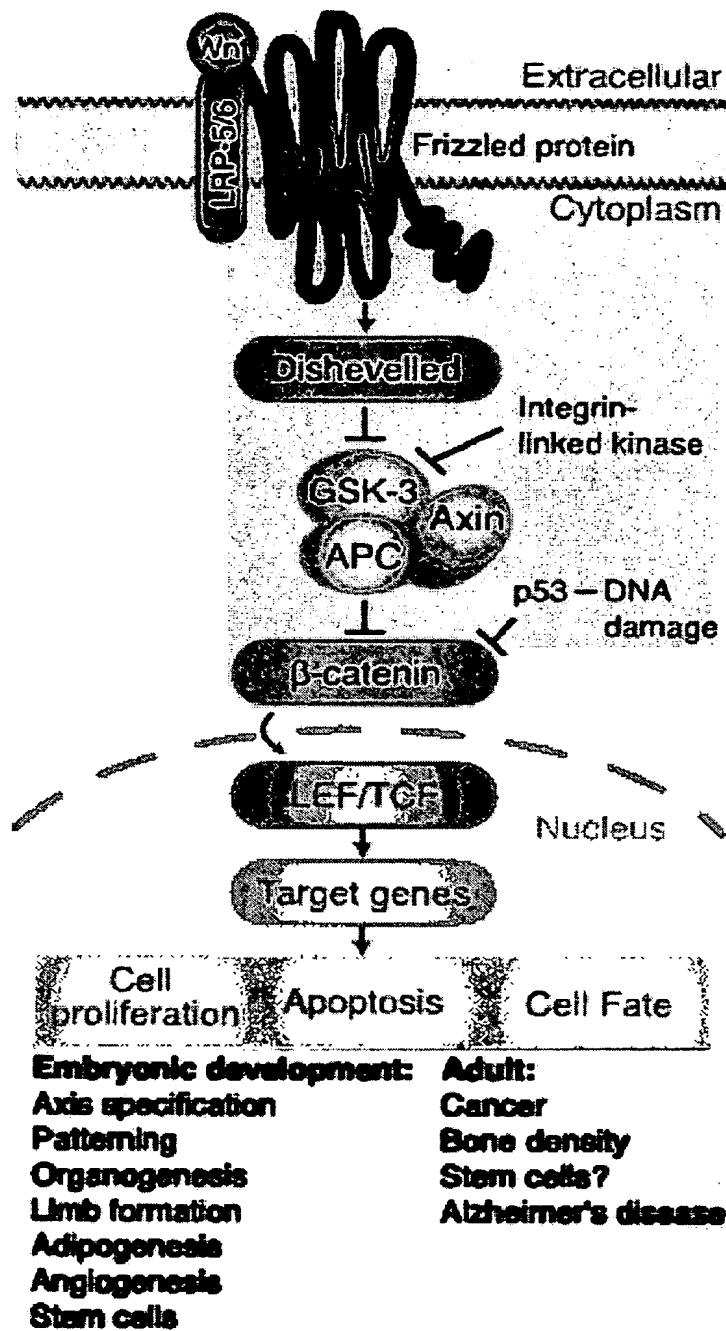 Wn
Extracellular
LRP-5/6
Frizzled protein
Cytoplasm
Dishevelled
Integrin-
linked kinase
GSK-3
Axin
APC
p53 – DNA
damage
β-catenin
LEF/TCF
Nucleus
Target genes
Cell
proliferation
Apoptosis
Cell Fate
Embryonic development:
Axis specification
Patterning
Organogenesis
Limb formation
Adipogenesis
Angiogenesis
Stem cells
Adult:
Cancer
Bone density
Stem cells?
Alzheimer's disease